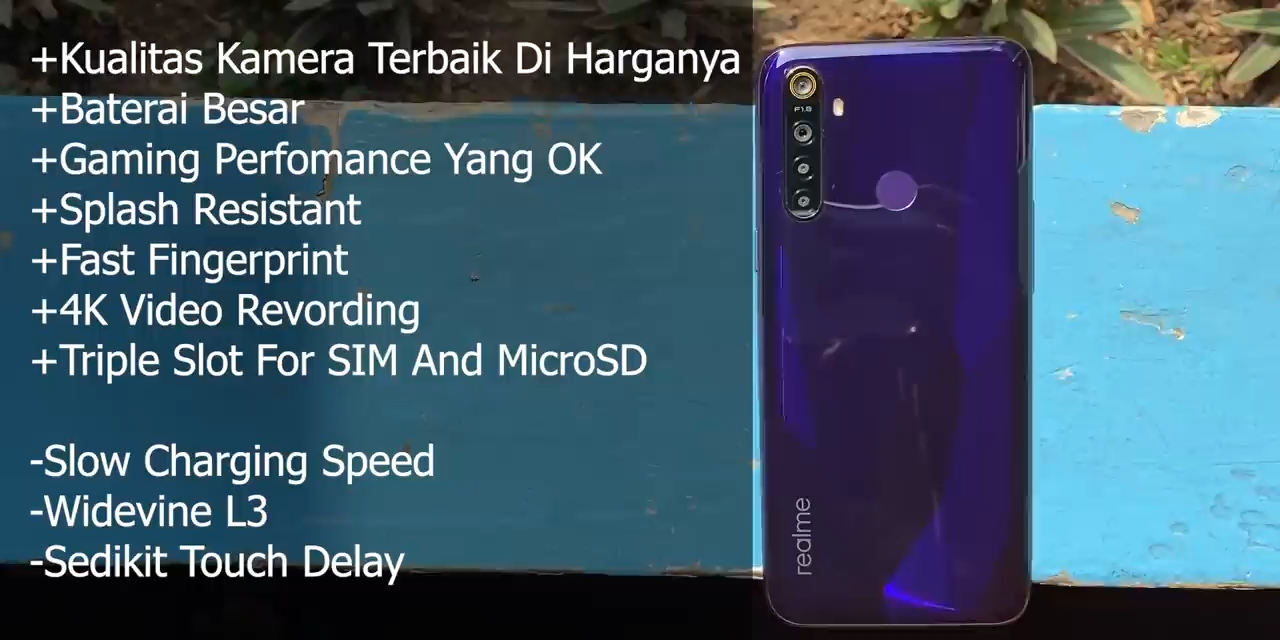 +Kualitas Kamera Terbaik Di Harganya
+Baterai Besar
+Gaming Perfomance Yang OK
+Splash Resistant
+Fast Fingerprint
+4K Video Revording
+Triple Slot For SIM And MicroSD
-Slow Charging Speed
-Widevine L3
-Sedikit Touch Delay
F1.8
realme